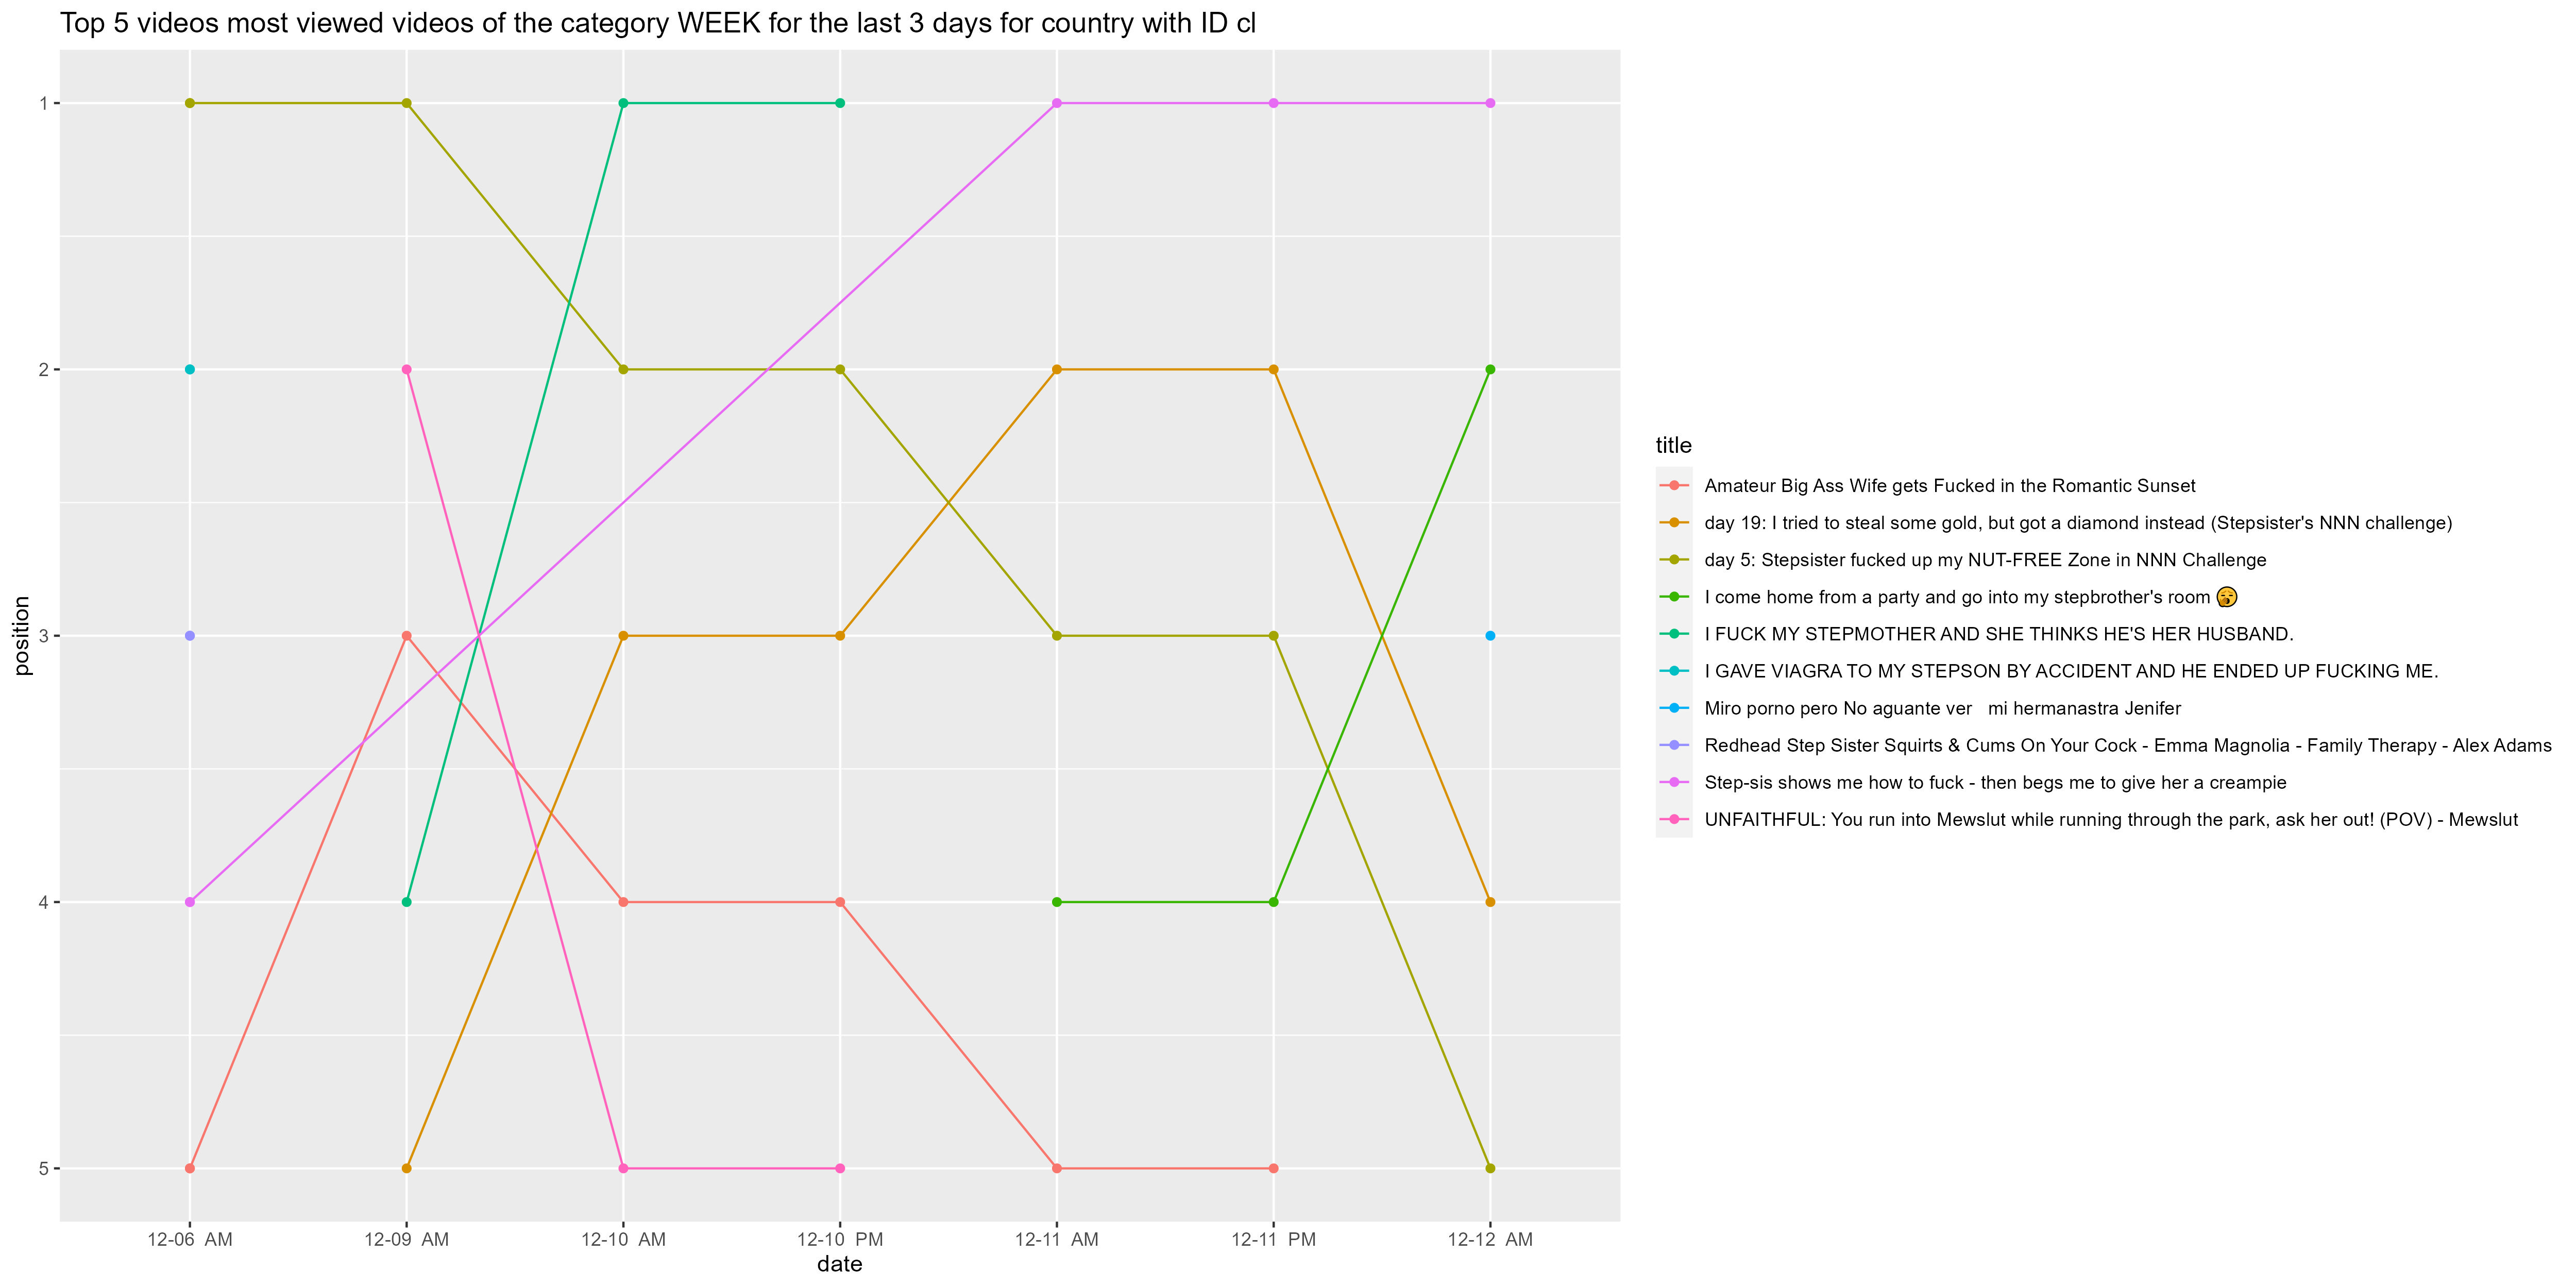 Top 5 videos most viewed videos of the category WEEK for the last 3 days for country with ID cl
position
1
2
3
4
5
12-06 AM
12-09 AM
12-10 AM
12-10 PM
12-11 AM
12-11 PM
12-12 AM
date
title
Amateur Big Ass Wife gets Fucked in the Romantic Sunset
day 19: I tried to steal some gold, but got a diamond instead (Stepsister's NNN challenge)
day 5: Stepsister fucked up my NUT-FREE Zone in NNN Challenge
I come home from a party and go into my stepbrother's room 🥱
I FUCK MY STEPMOTHER AND SHE THINKS HE'S HER HUSBAND.
I GAVE VIAGRA TO MY STEPSON BY ACCIDENT AND HE ENDED UP FUCKING ME.
Miro porno pero No aguante ver   mi hermanastra Jenifer
Redhead Step Sister Squirts & Cums On Your Cock - Emma Magnolia - Family Therapy - Alex Adams
Step-sis shows me how to fuck - then begs me to give her a creampie
UNFAITHFUL: You run into Mewslut while running through the park, ask her out! (POV) - Mewslut